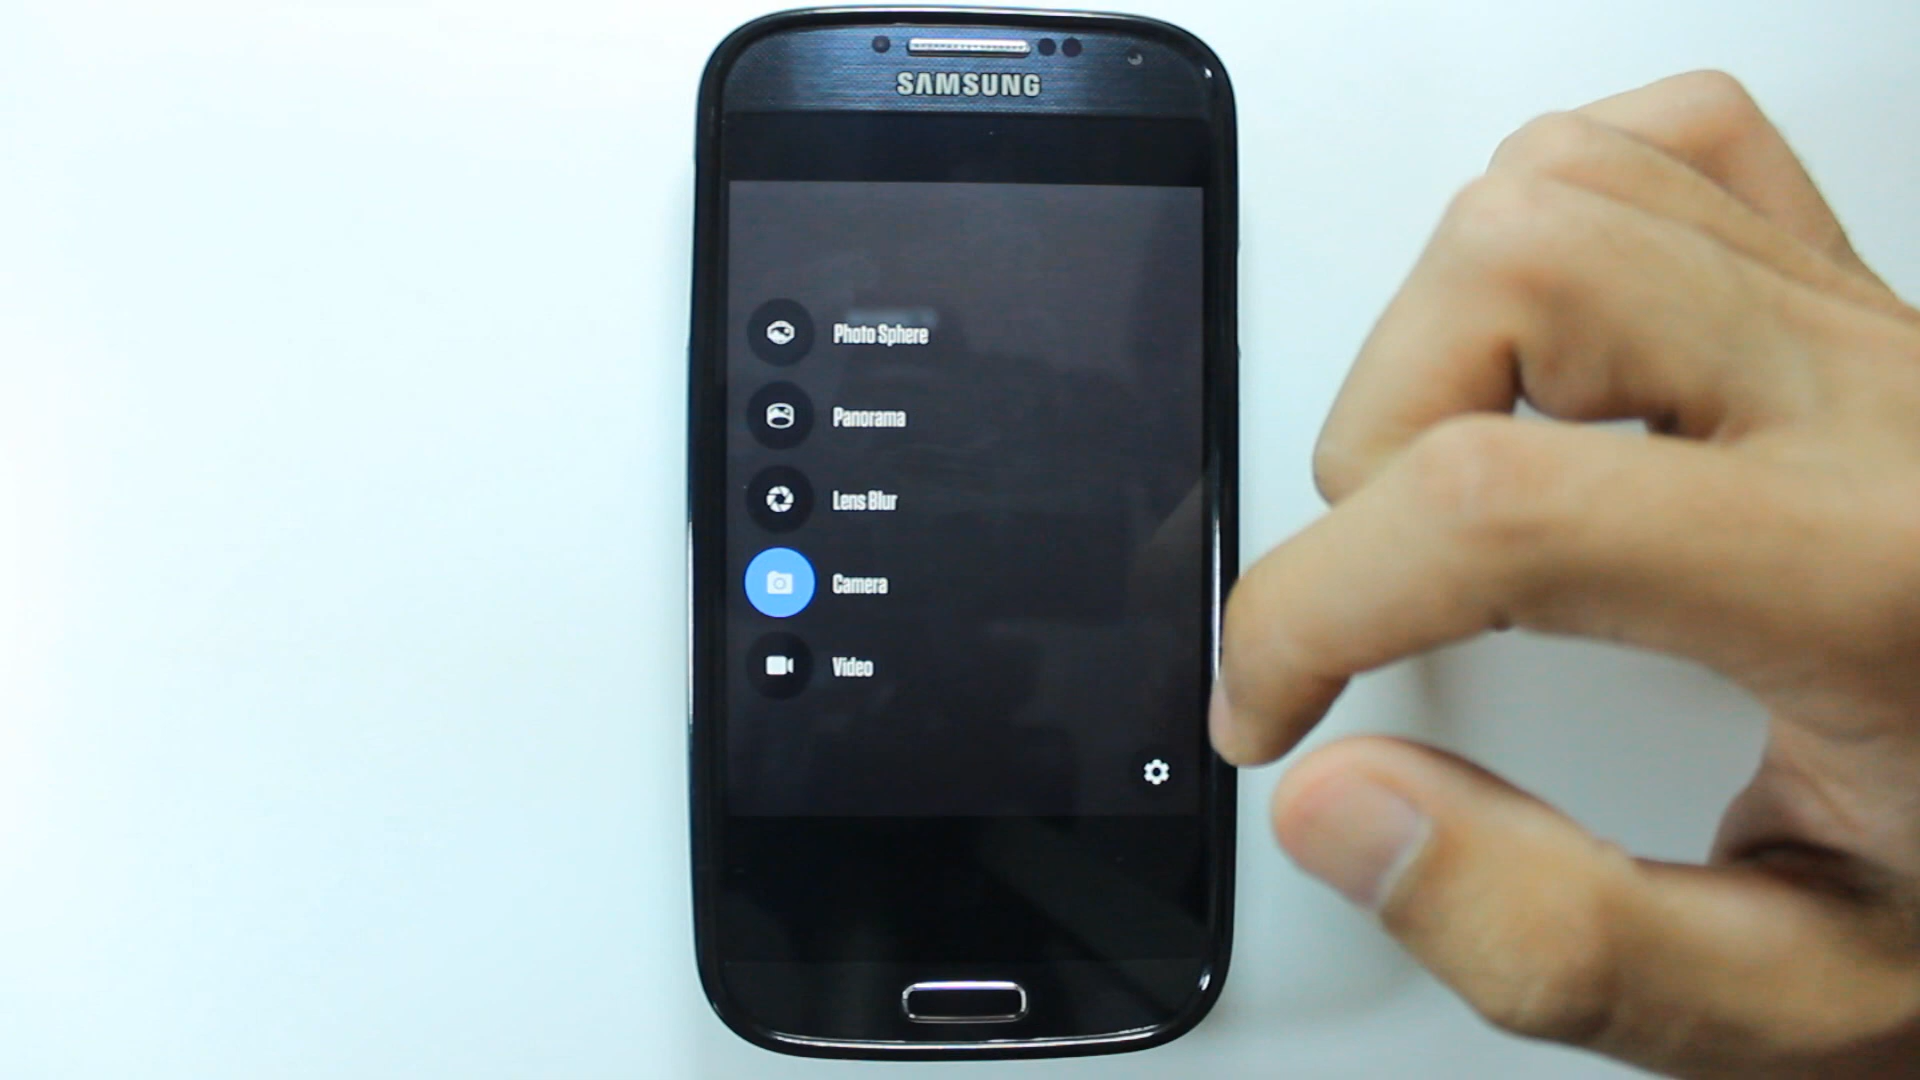 SAMSUNG
Photo Sphere
Panorama
Lens Blur
Camera
Video